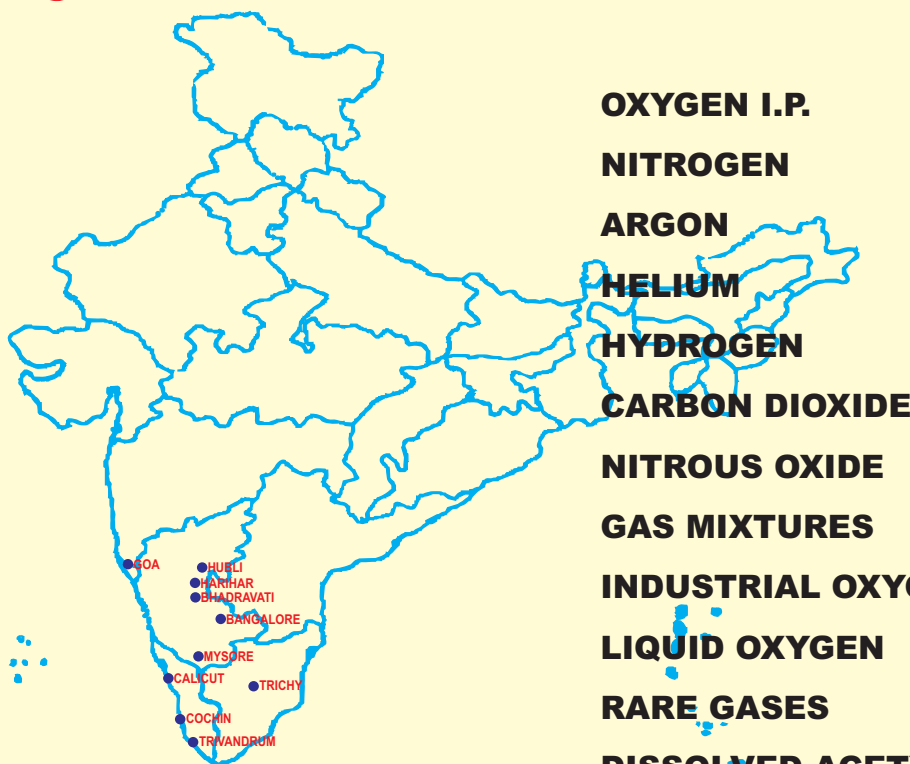 OXYGEN I.P.
NITROGEN
ARGON
HELIUM
HYDROGEN
CARBON DIOXIDE
NITROUS OXIDE
GAS MIXTURES
INDUSTRIAL
LIQUID OXYGEN
RARE GASES
GOA
HUBLI
HARIHAR
BHADRAVATI
BANGALORE
MYSORE
CALICUT
TRICHY
COCHIN
TRIVANDRUM